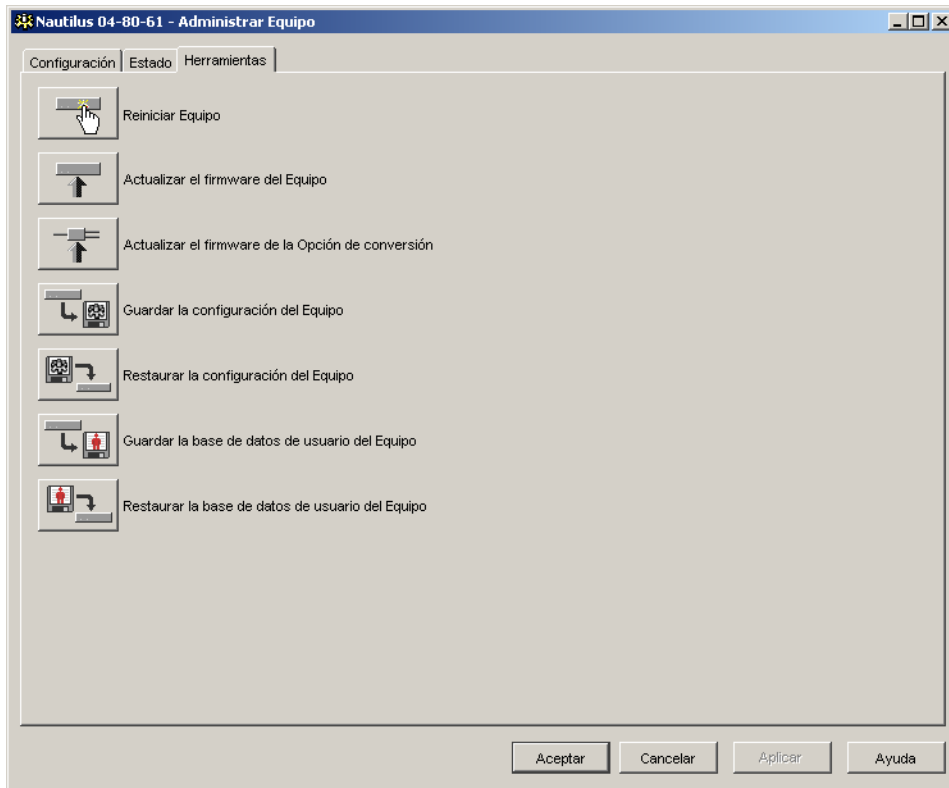 Nautilus 04-80-61 - Administrar Equipo
Configuración Estado Herramientas
Reiniciar Equipo
Actualizar el firmware del Equipo
Actualizar el firmware de la Opción de conversión
Guardar la configuración del Equipo
Restaurar la configuración del Equipo
Guardar la base de datos de usuario del Equipo
Restaurar la base de datos de usuario del Equipo
Aceptar Cancelar Aplicar Ayuda